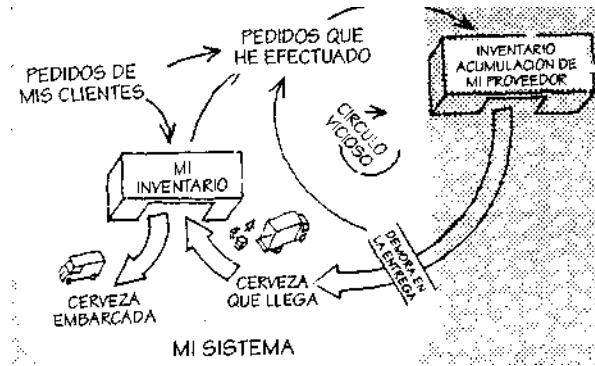 PEDIDOS QUE
HE EFECTUADO
INVENTARIO
ACUMULACION DE
MI PROVEEDOR
PEDIDOS DE
MIS CLIENTES
CIRCULO
VICIOSO
MI
INVENTARIO
DEMORA EN
LA ENTREGA
CERVEZA
QUE LLEGA
CERVEZA
EMBARCADA
MI SISTEMA